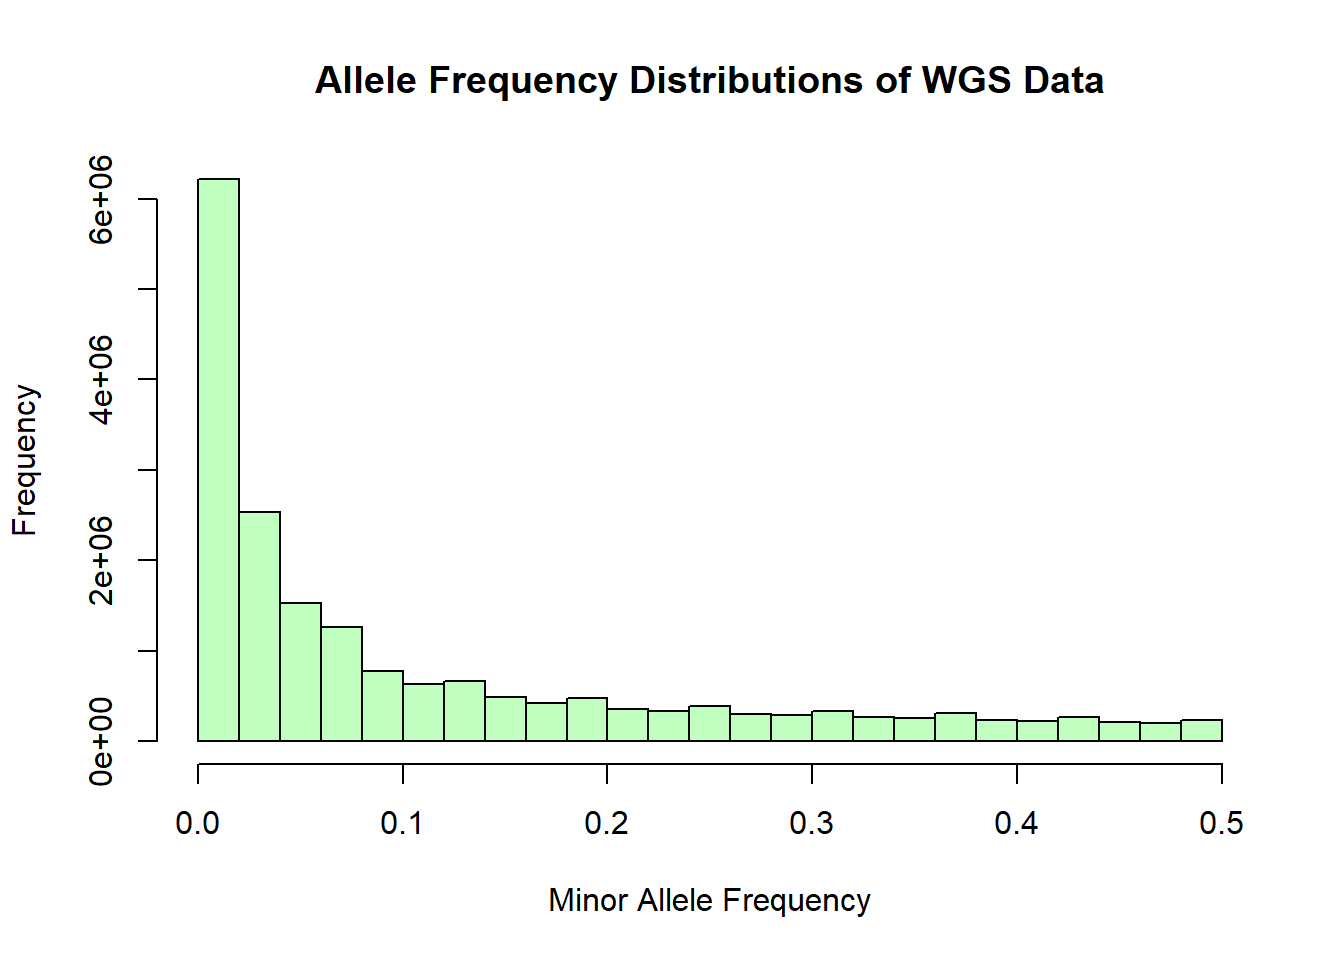 Allele Frequency Distributions of WGS Data
Frequency
6e+06
4e+06
2e+06
0e+00
0.0 0.1 0.2 0.3 0.4 0.5
Minor Allele Frequency